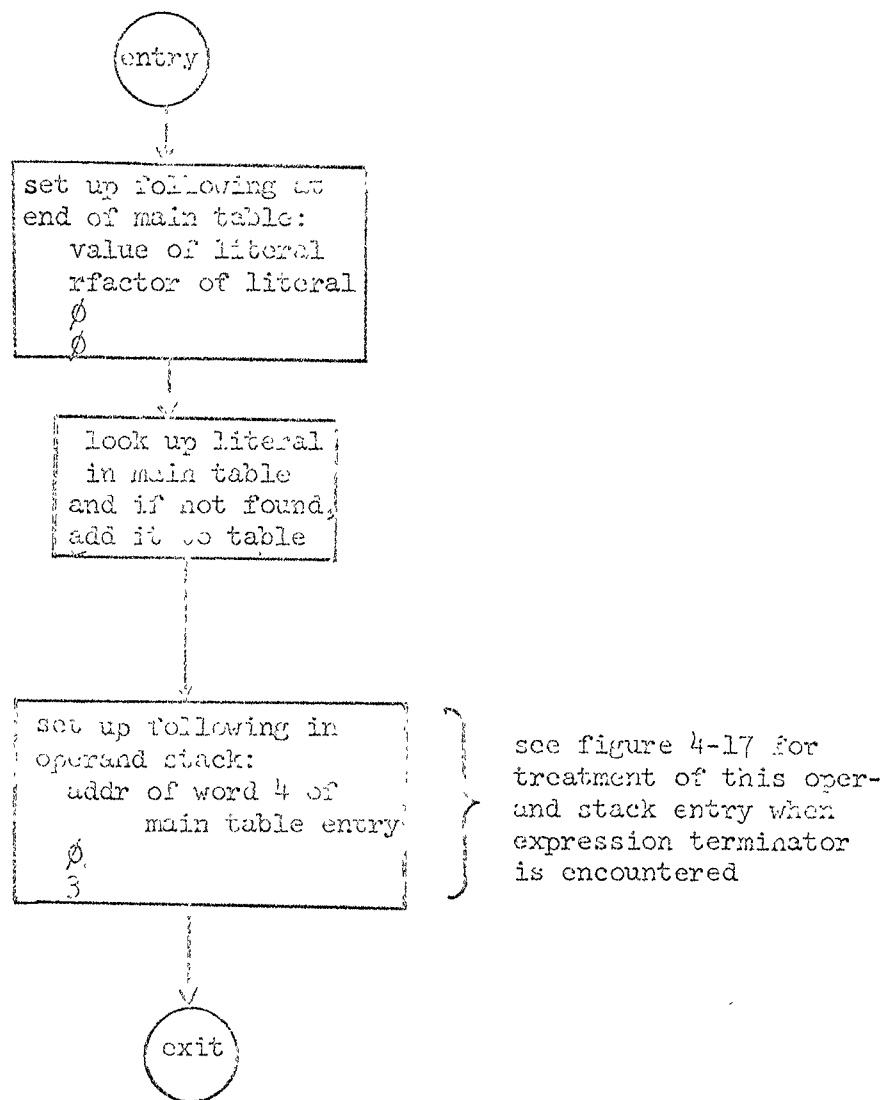 entry
set up following at
end of main table:
value of literal
rfactor of literal
Ø
Ø
look up literal
in main table
and if not found,
add it to table
set up following in
operand stack:
addr of word 4 of
main table entry
Ø
3
see figure 4-17 for
treatment of this oper-
and stack entry when
expression terminator
is encountered
exit